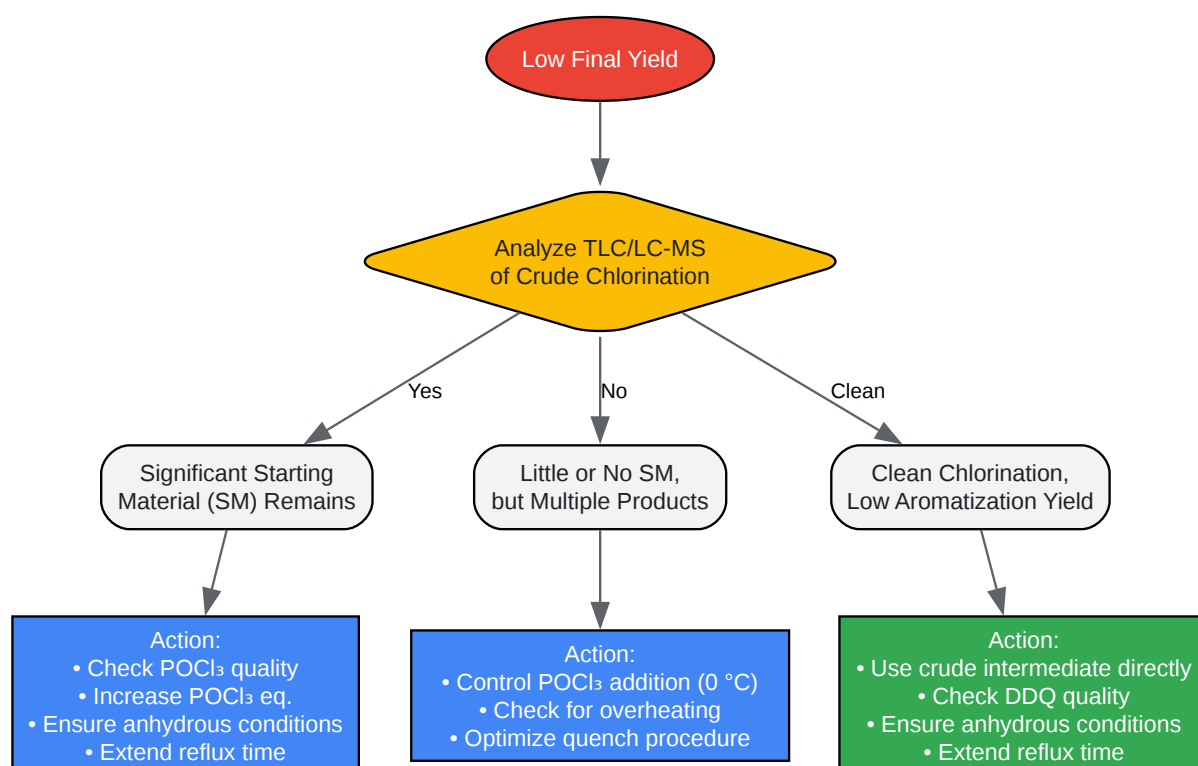 Low Final Yield
Analyze TLC/LC-MS
of Crude Chlorination
Yes
No
Clean
Significant Starting
Material (SM) Remains
Little or No SM,
but Multiple Products
Clean Chlorination,
Low Aromatization Yield
Action:
• Check POCl₃ quality
• Increase POCl₃ eq.
• Ensure anhydrous conditions
• Extend reflux time
Action:
• Control POCl₃ addition (0 °C)
• Check for overheating
• Optimize quench procedure
Action:
• Use crude intermediate directly
• Check DDQ quality
• Ensure anhydrous conditions
• Extend reflux time